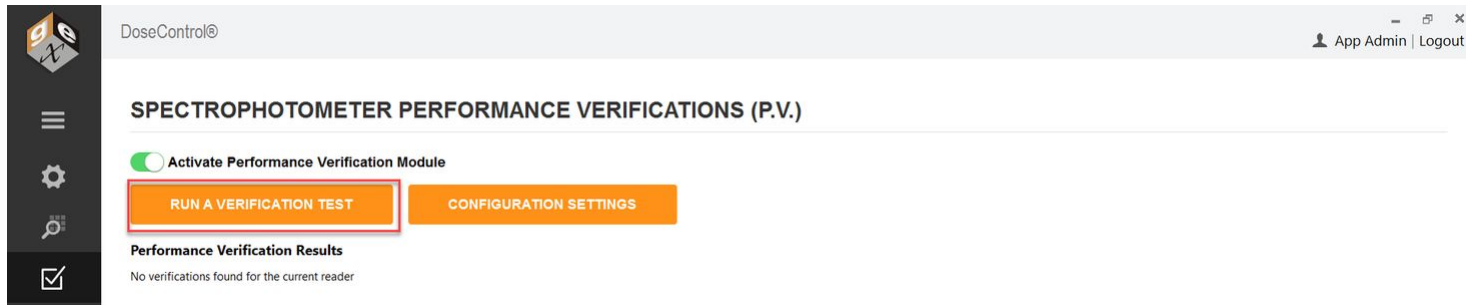 gex
DoseControl®
App Admin | Logout
SPECTROPHOTOMETER PERFORMANCE VERIFICATIONS (P.V.)
Activate Performance Verification Module
RUN A VERIFICATION TEST
CONFIGURATION SETTINGS
Performance Verification Results
No verifications found for the current reader